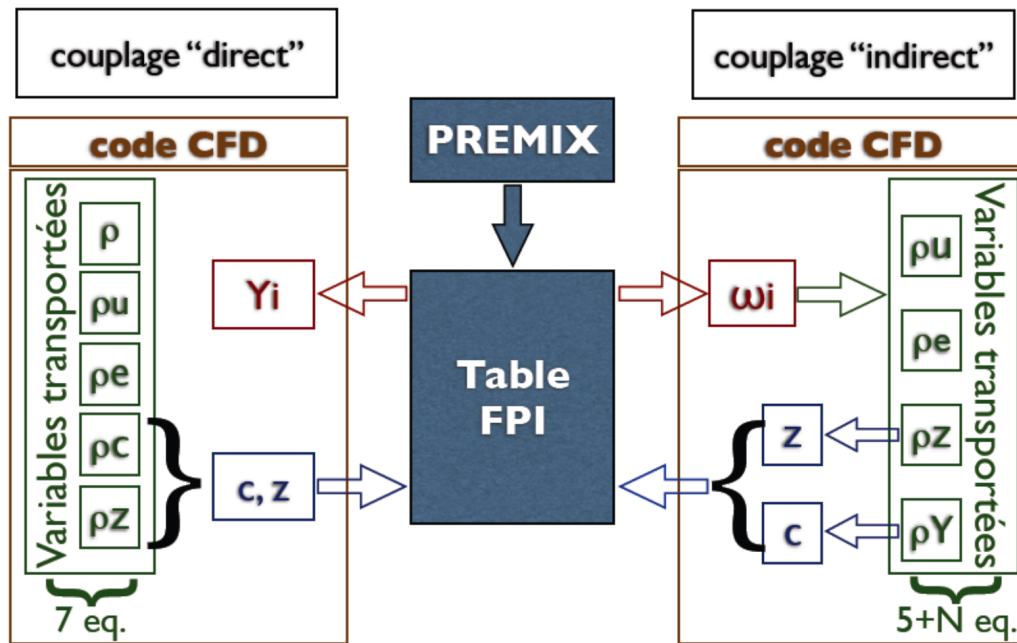 couplage “direct”
code CFD
Variables transportées
ρ
ρu
ρe
ρc
ρz
7 eq.
Yi
c, z
PREMIX
Table
FPI
couplage “indirect”
code CFD
ωi
z
c
ρu
ρe
ρz
ρY
Variables transportées
5+N eq.